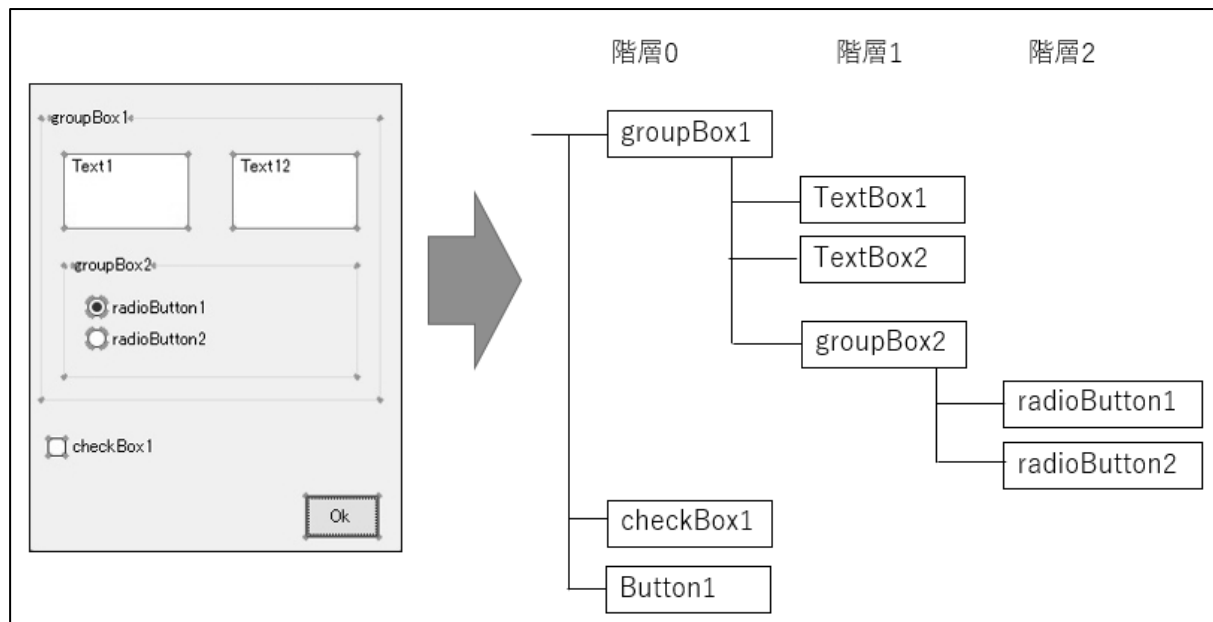 階層0 階層1 階層2
groupBox1
Text1 Text12
groupBox2
radioButton1
radioButton2
checkBox1
Ok
groupBox1
TextBox1
TextBox2
groupBox2
radioButton1
radioButton2
checkBox1
Button1